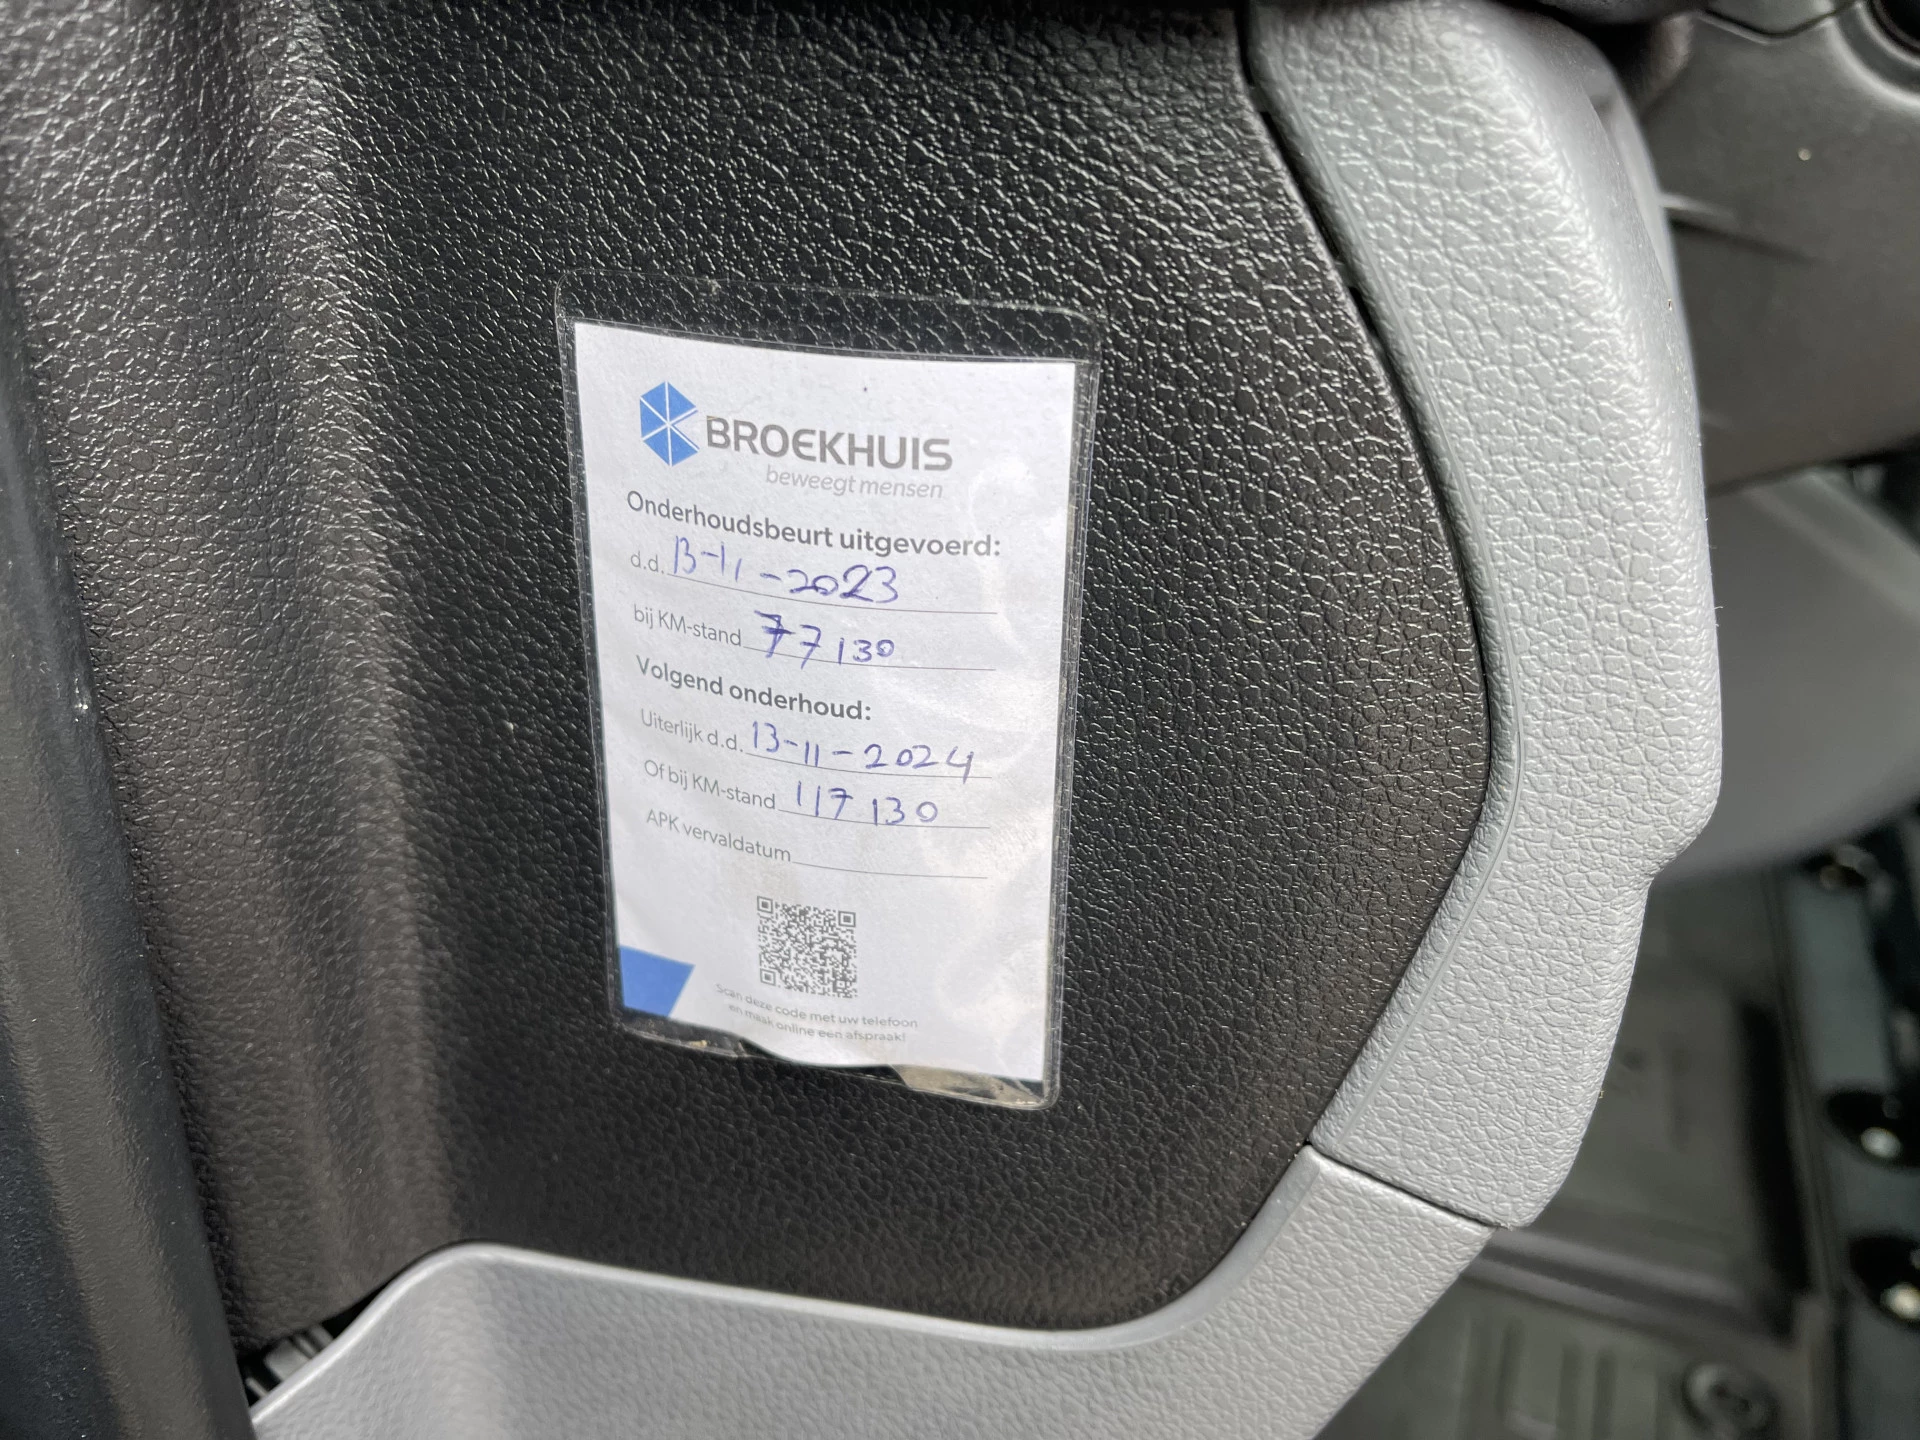 BROEKHUIS
beweegt mensen
Onderhoudsbeurt uitgevoerd:
d.d. 13-11-2023
bij KM-stand 77130
Volgend onderhoud:
Uiterlijk d.d. 13-11-2024
Of bij KM-stand 117130
APK vervaldatum
Scan deze code met uw telefoon
en maak online een afspraak!